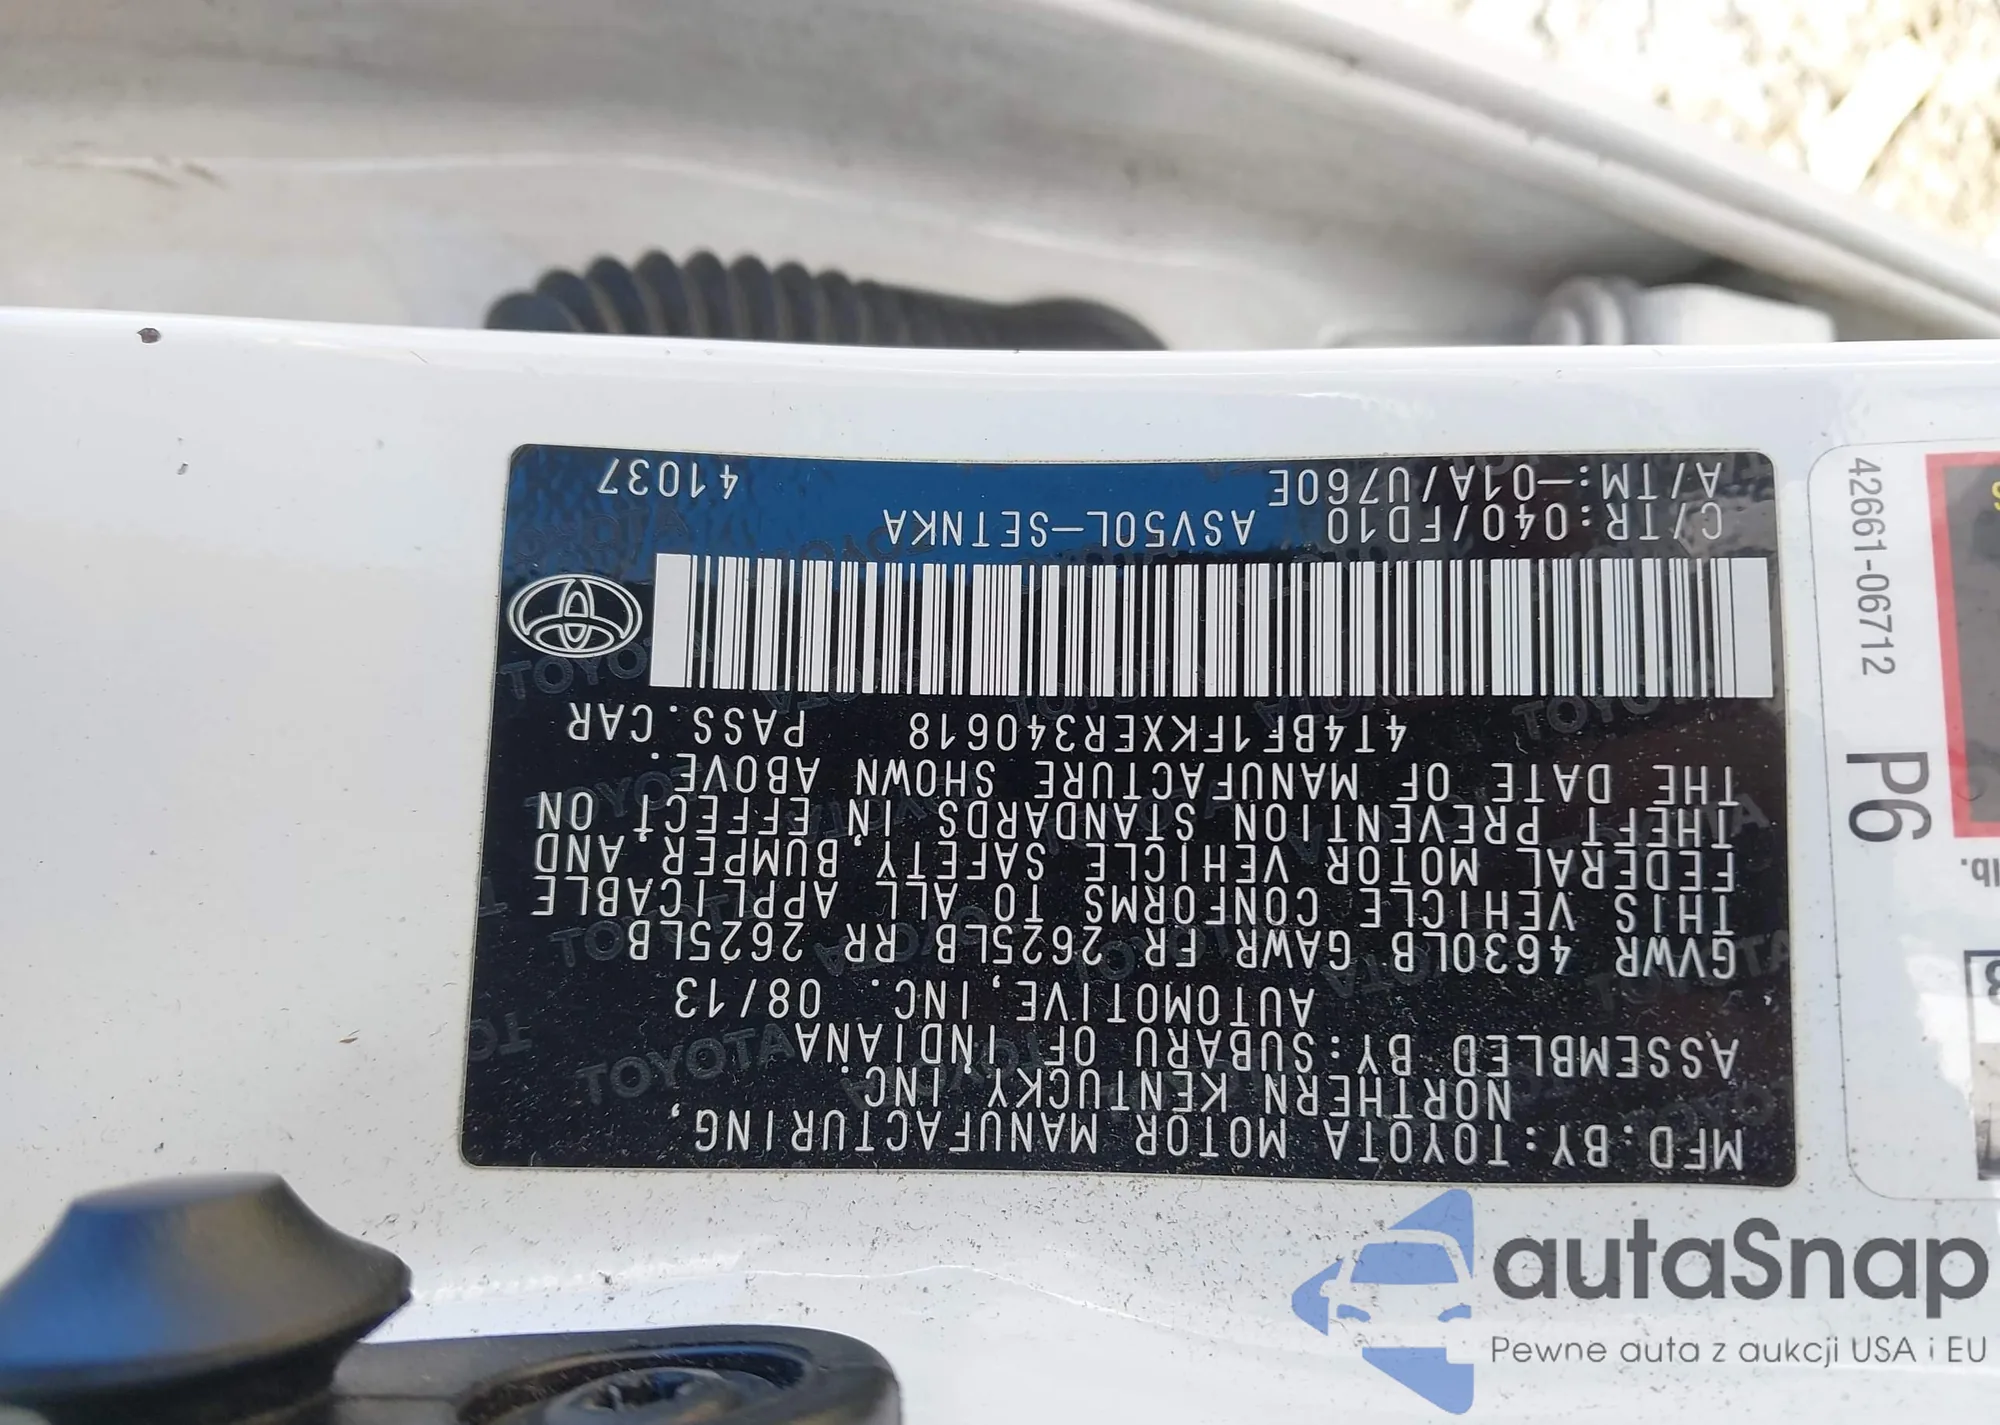 MFD.BY:TOYOTA MOTOR MANUFACTURING,
NORTHERN KENTUCKY,INC.
ASSEMBLED BY:SUBARU OF INDIANA
AUTOMOTIVE,INC. 08/13
GVWR 4630LB GAWR FR 2625LB RR 2625LB
THIS VEHICLE CONFORMS TO ALL APPLICABLE
FEDERAL MOTOR VEHICLE SAFETY,BUMPER,AND
THEFT PREVENTION STANDARDS IN EFFECT ON
THE DATE OF MANUFACTURE SHOWN ABOVE.
4T4BF1FKXER340618 PASS.CAR
C/TR:040/FD10 ASV50L-SETNKA
A/TM:-01A/U760E 41037
42661-06712 P6
lb.
autaSnap
Pewne auta z aukcji USA i EU